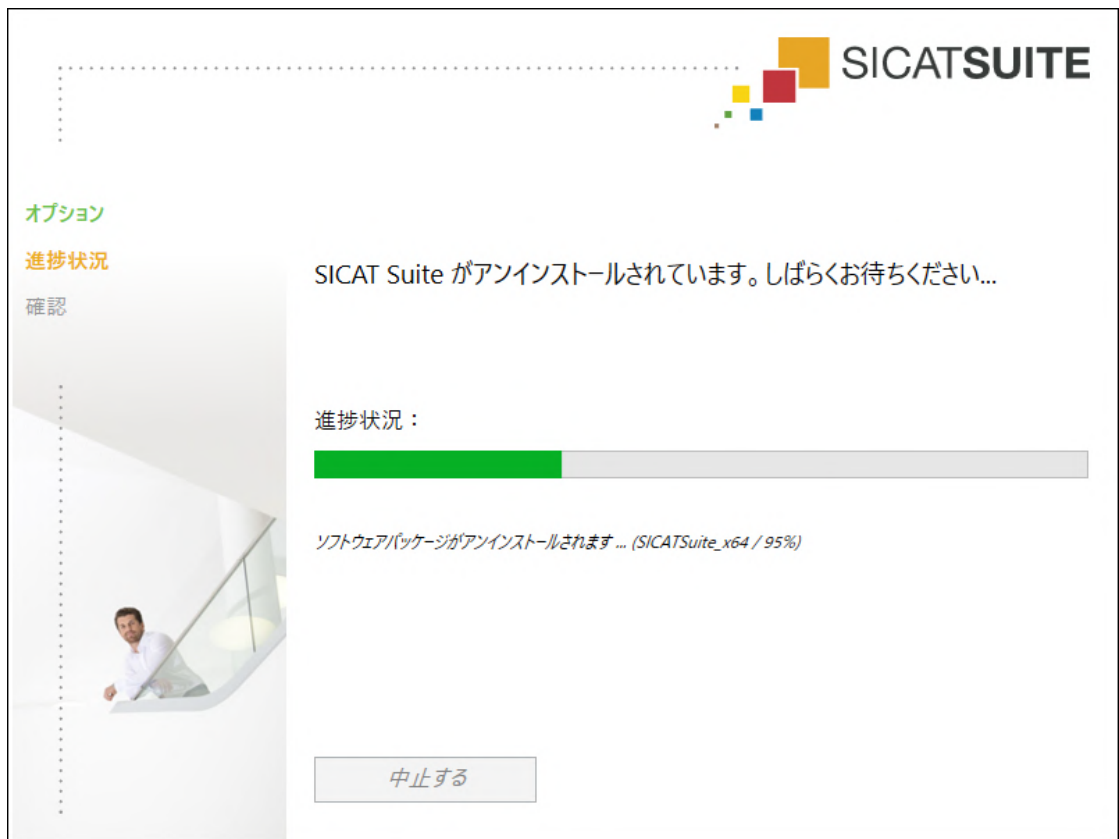 SICATSUITE
オプション
進捗状況
確認
SICAT Suite がアンインストールされています。しばらくお待ちください...
進捗状況：
ソフトウェアパッケージがアンインストールされます ... (SICATSuite_x64 / 95%)
中止する